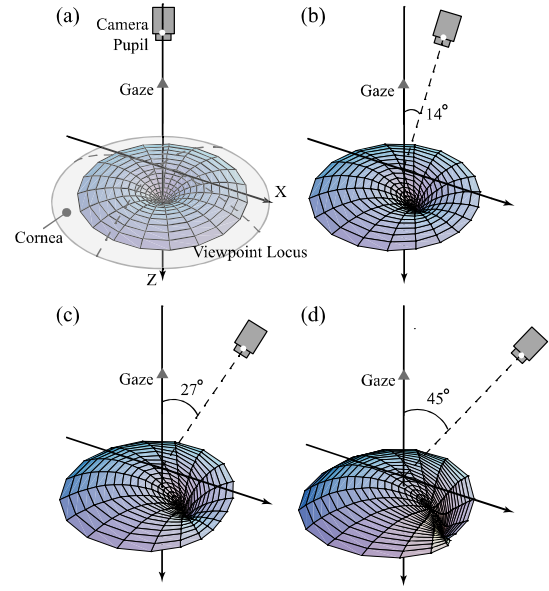 (a)
Camera
Pupil
Gaze
X
Cornea
Viewpoint Locus
Z
(b)
Gaze
14°
(c)
Gaze
27°
(d)
Gaze
45°